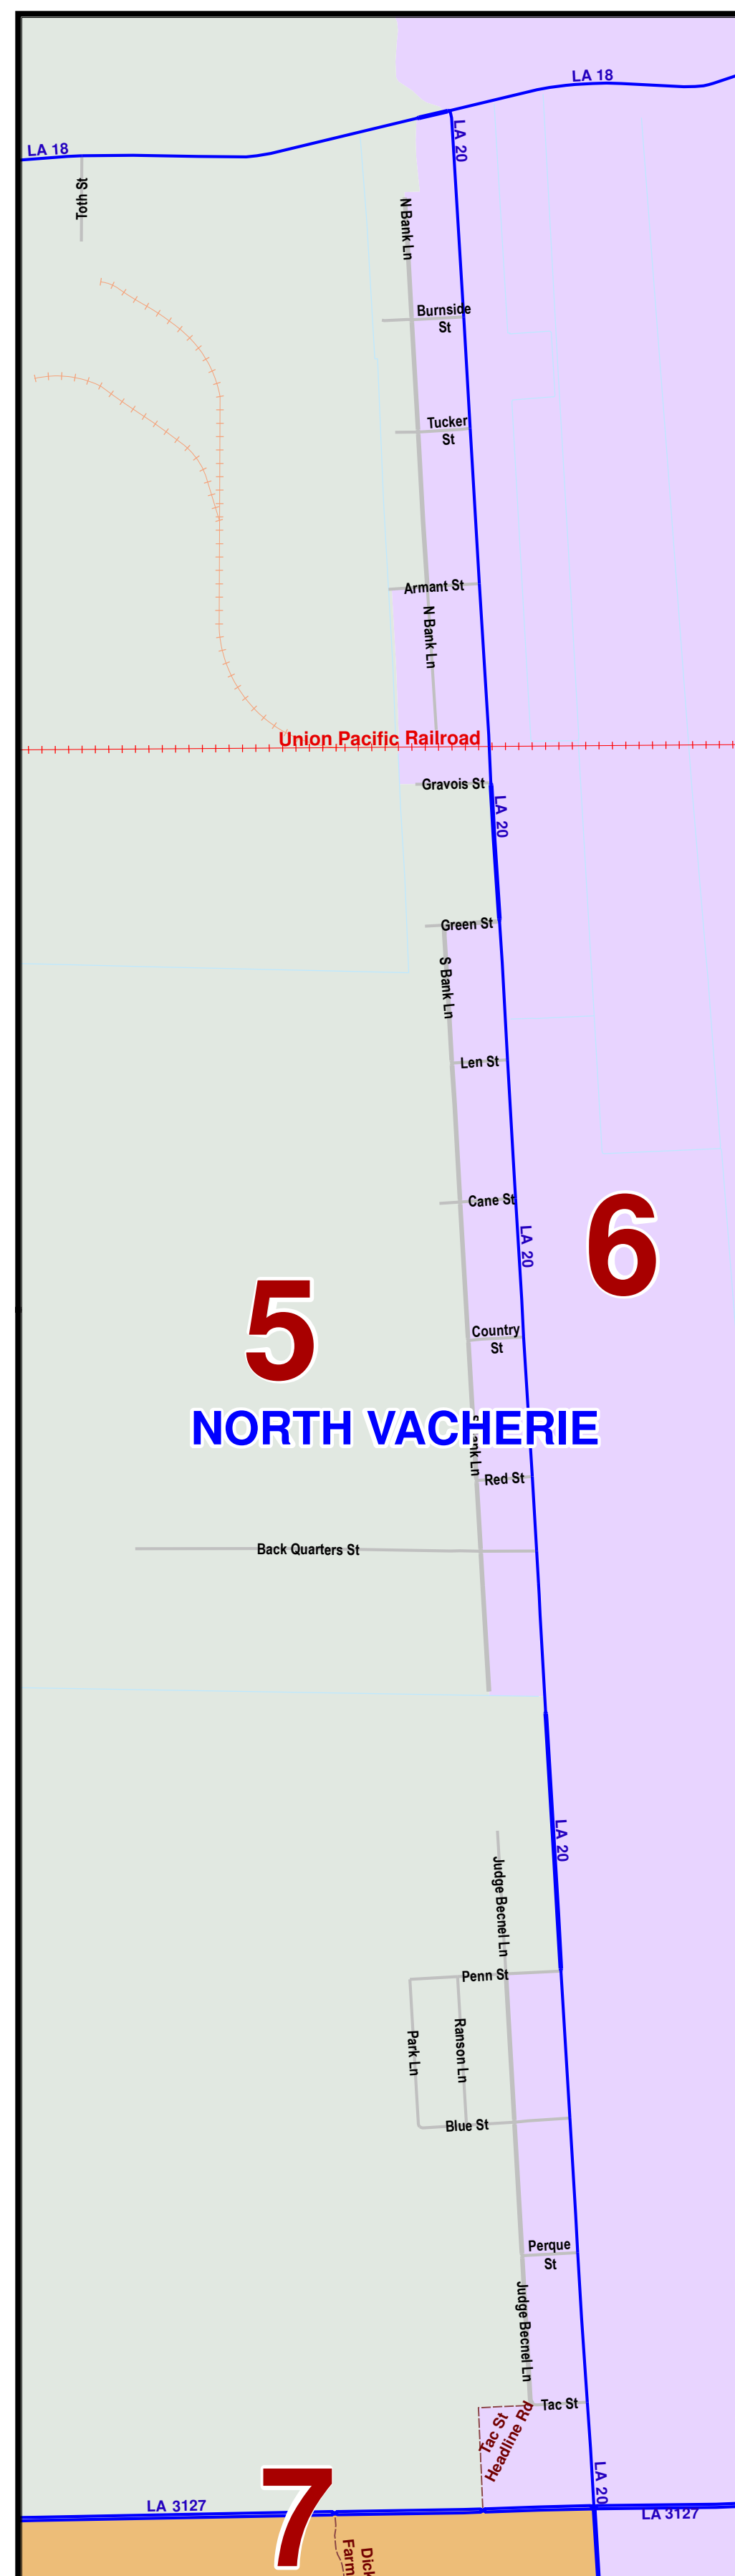 LA 18
LA 18
LA 20
Toth St
N Bank Ln
Burnside
St
Tucker
St
Armant St
N Bank Ln
Union Pacific Railroad
Gravois St
LA 20
Green St
S Bank Ln
Len St
Cane St
6
LA 20
5
Country
St
NORTH VACHERIE
S Bank Ln
Red St
Back Quarters St
LA 20
Judge Becnel Ln
Penn St
Park Ln
Ranson Ln
Blue St
Perque
St
Judge Becnel Ln
Tac St
Tac St
Headline Rd
LA 20
7
LA 3127
LA 3127
Dick
Farm